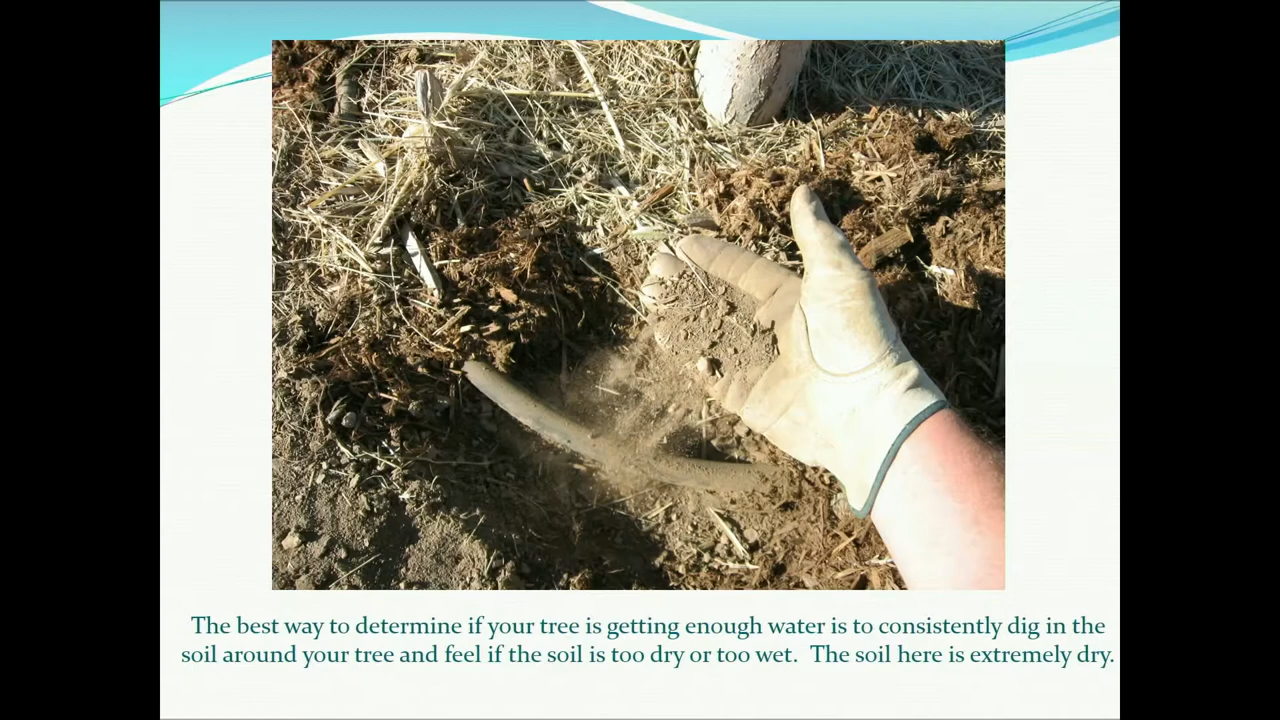 The best way to determine if your tree is getting enough water is to consistently dig in the
soil around your tree and feel if the soil is too dry or too wet.  The soil here is extremely dry.